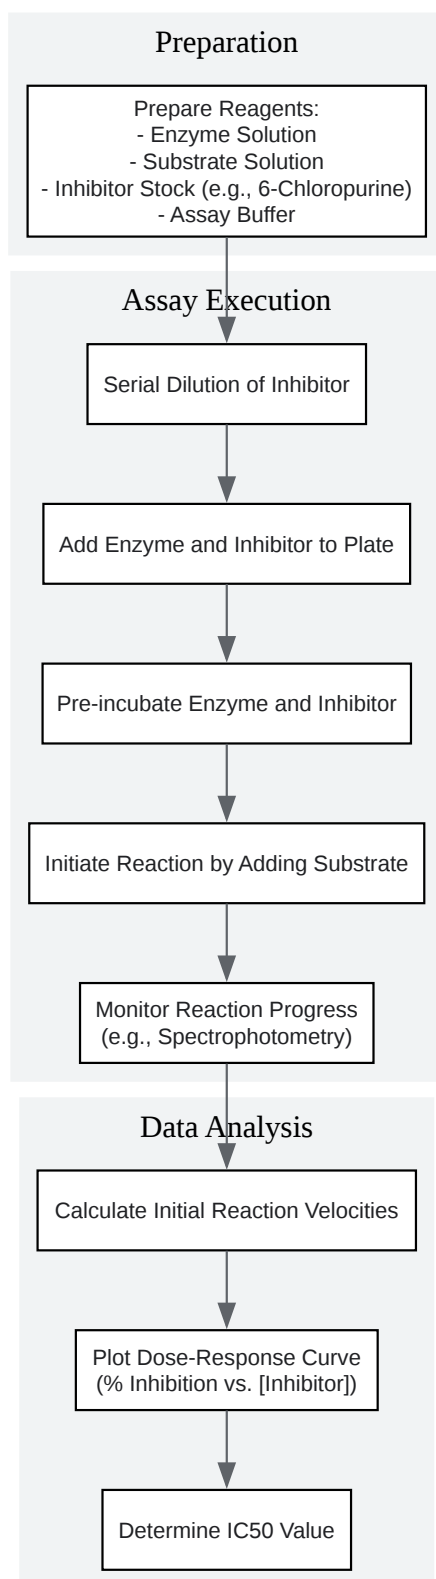 Preparation
Prepare Reagents:
- Enzyme Solution
- Substrate Solution
- Inhibitor Stock (e.g., 6-Chloropurine)
- Assay Buffer
Assay Execution
Serial Dilution of Inhibitor
Add Enzyme and Inhibitor to Plate
Pre-incubate Enzyme and Inhibitor
Initiate Reaction by Adding Substrate
Monitor Reaction Progress
(e.g., Spectrophotometry)
Data Analysis
Calculate Initial Reaction Velocities
Plot Dose-Response Curve
(% Inhibition vs. [Inhibitor])
Determine IC50 Value